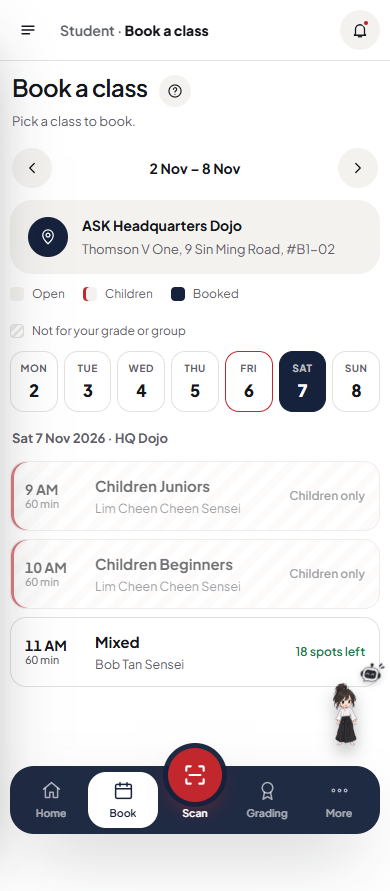 Student · Book a class
Book a class
Pick a class to book.
2 Nov – 8 Nov
ASK Headquarters Dojo
Thomson V One, 9 Sin Ming Road, #B1-02
Open
Children
Booked
Not for your grade or group
MON
2
TUE
3
WED
4
THU
5
FRI
6
SAT
7
SUN
8
Sat 7 Nov 2026 · HQ Dojo
9 AM
60 min
Children Juniors
Lim Cheen Cheen Sensei
Children only
10 AM
60 min
Children Beginners
Lim Cheen Cheen Sensei
Children only
11 AM
60 min
Mixed
Bob Tan Sensei
18 spots left
Home
Book
Scan
Grading
More